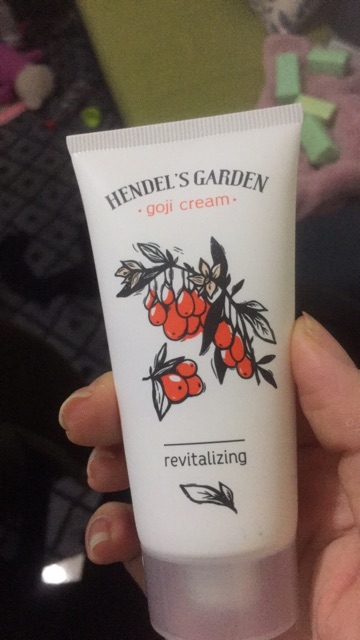 HENDEL'S GARDEN
· goji cream ·
revitalizing